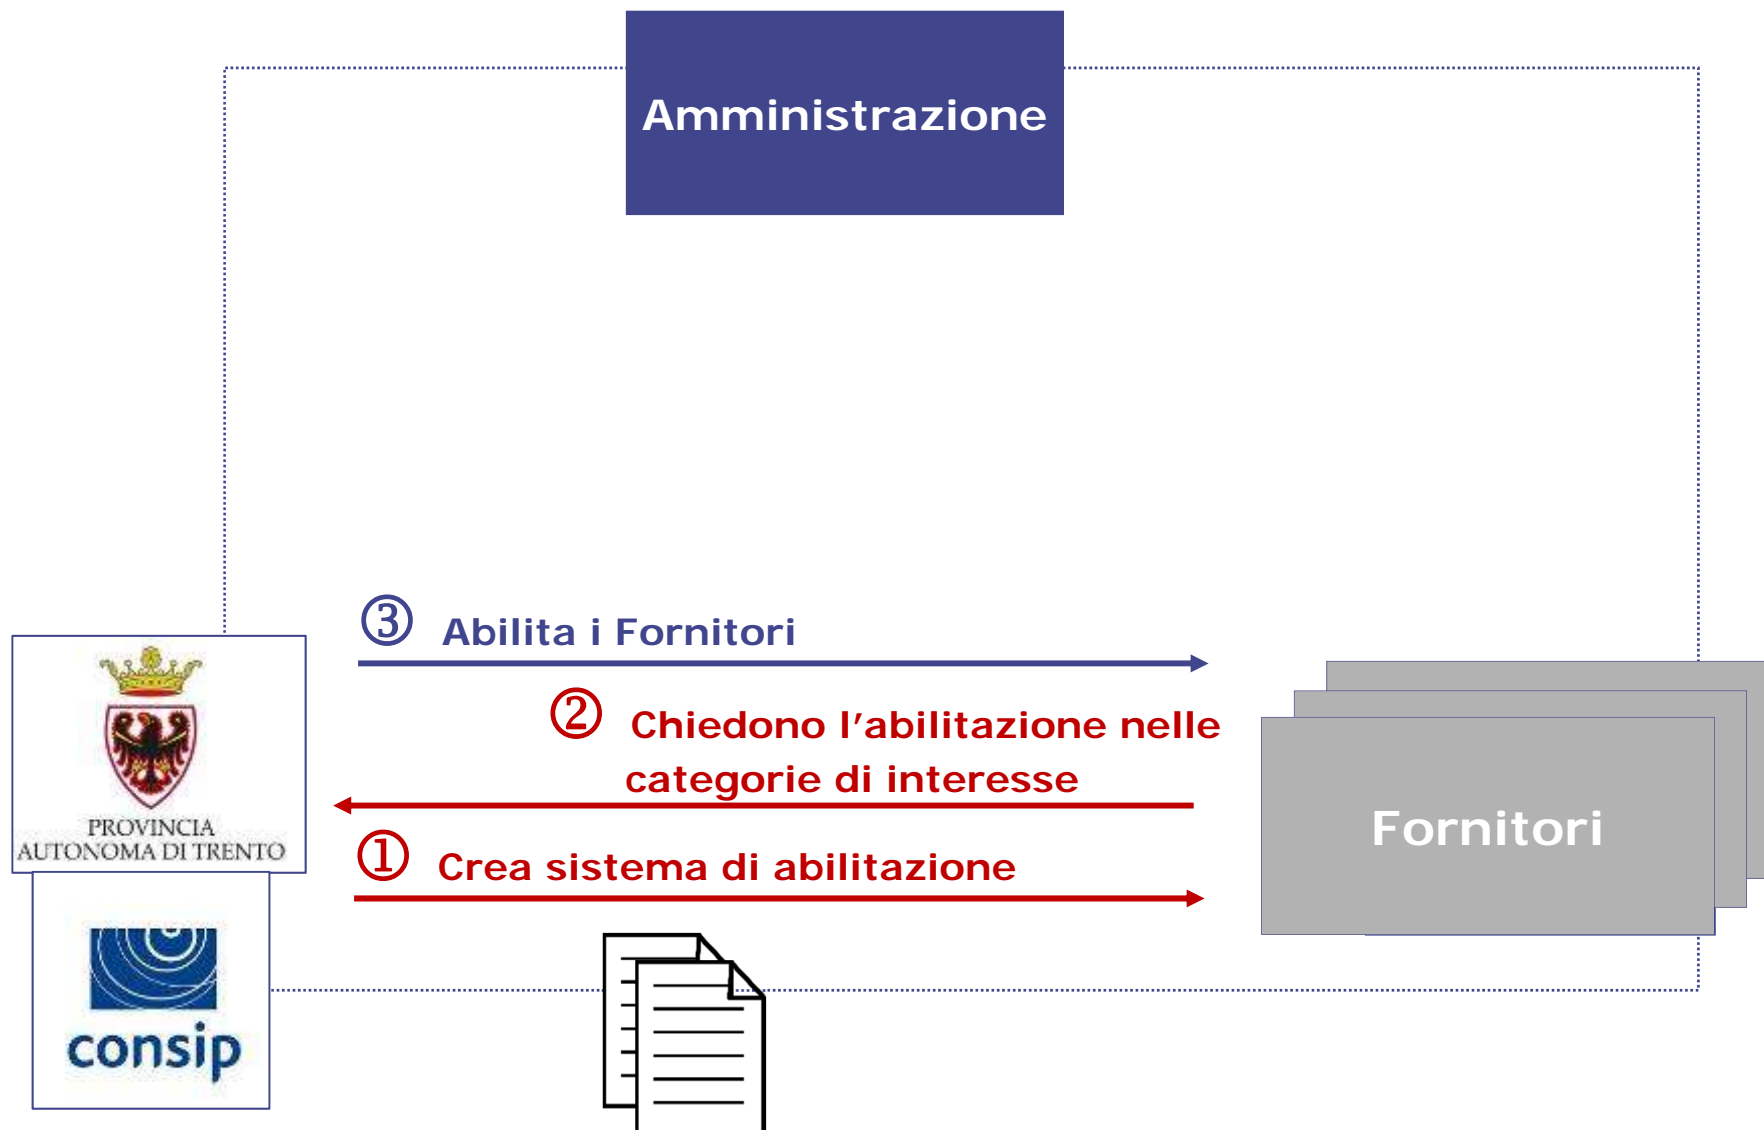 Amministrazione
③ Abilita i Fornitori
② Chiedono l’abilitazione nelle
categorie di interesse
① Crea sistema di abilitazione
PROVINCIA
AUTONOMA DI TRENTO
consip
Fornitori